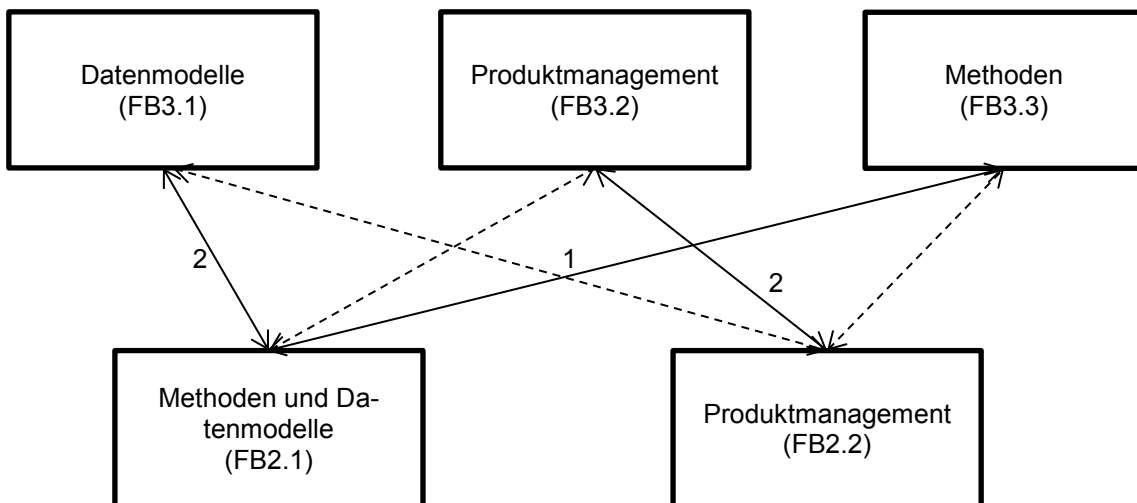 Datenmodelle
(FB3.1)
Produktmanagement
(FB3.2)
Methoden
(FB3.3)
2
1
2
Methoden und Da-
tenmodelle
(FB2.1)
Produktmanagement
(FB2.2)